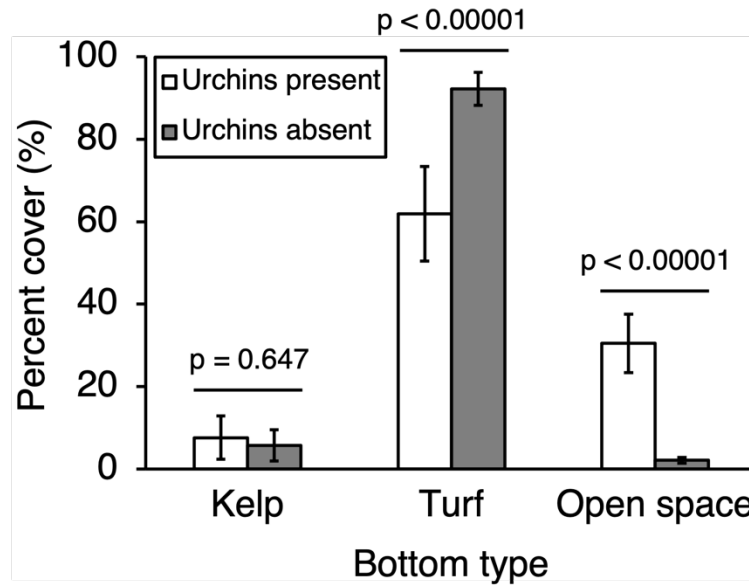 p < 0.00001
Urchins present
Urchins absent
p < 0.00001
p = 0.647
Percent cover (%)
100
80
60
40
20
0
Kelp Turf Open space
Bottom type